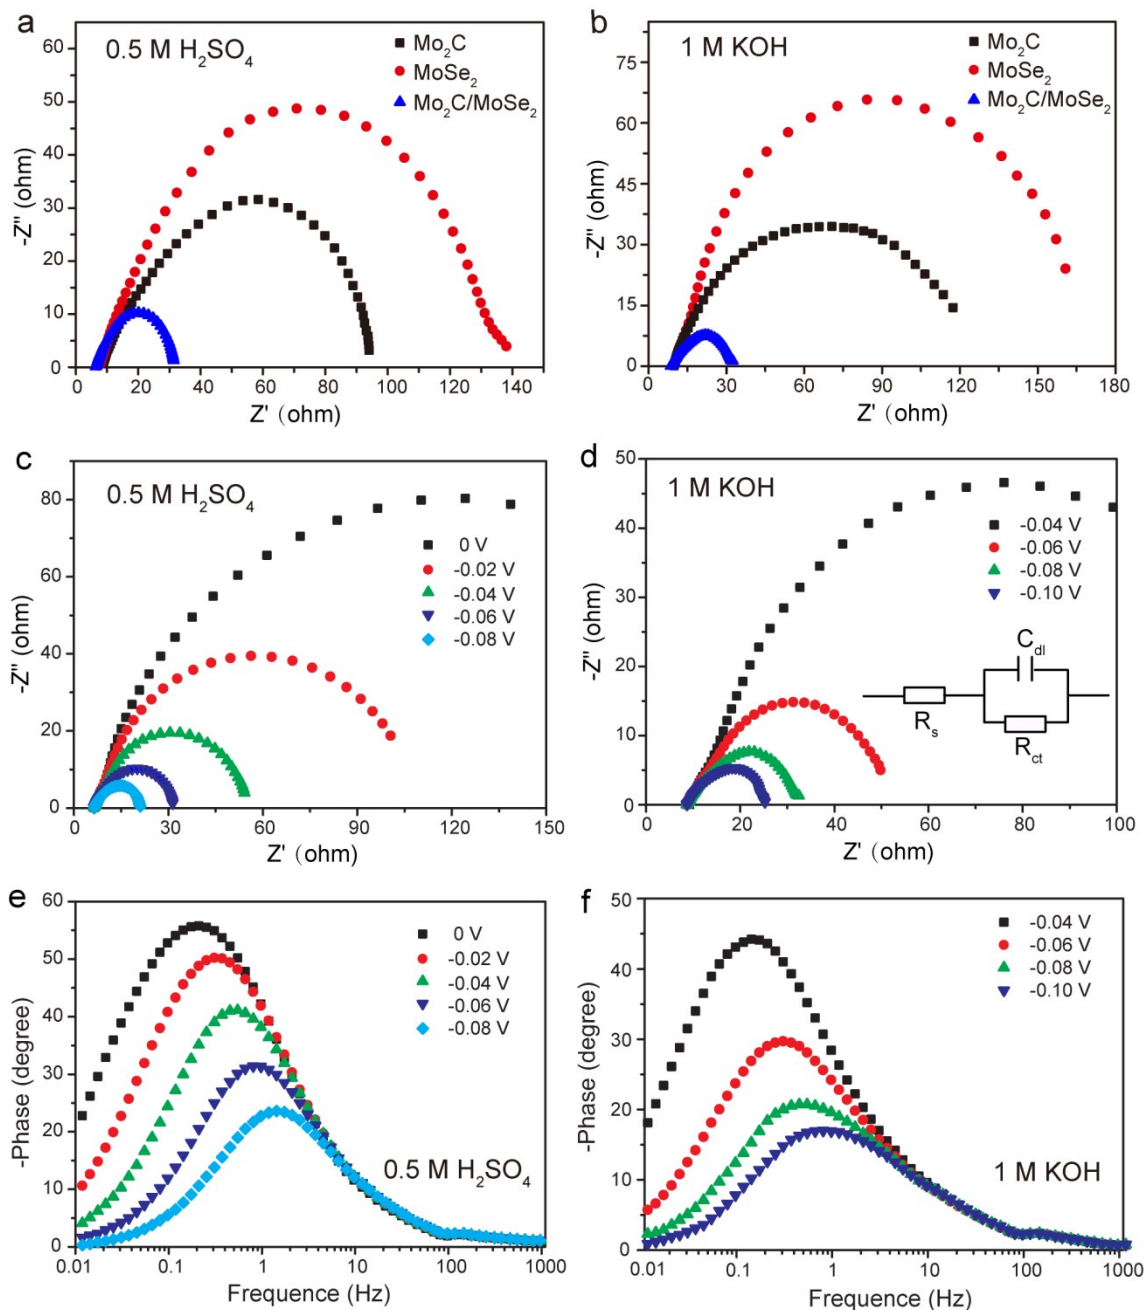 a
0.5 M H₂SO₄
Mo₂C
MoSe₂
Mo₂C/MoSe₂
60
50
40
30
20
10
0
-Z'' (ohm)
0 20 40 60 80 100 120 140
Z' (ohm)
b
1 M KOH
Mo₂C
MoSe₂
Mo₂C/MoSe₂
75
60
45
30
15
0
-Z'' (ohm)
0 30 60 90 120 150 180
Z' (ohm)
c
0.5 M H₂SO₄
0 V
-0.02 V
-0.04 V
-0.06 V
-0.08 V
80
60
40
20
0
-Z'' (ohm)
0 30 60 90 120 150
Z' (ohm)
d
1 M KOH
-0.04 V
-0.06 V
-0.08 V
-0.10 V
C_dl
R_s
R_ct
50
40
30
20
10
0
-Z'' (ohm)
0 20 40 60 80 100
Z' (ohm)
e
0 V
-0.02 V
-0.04 V
-0.06 V
-0.08 V
0.5 M H₂SO₄
60
50
40
30
20
10
0
-Phase (degree)
0.01 0.1 1 10 100 1000
Frequence (Hz)
f
-0.04 V
-0.06 V
-0.08 V
-0.10 V
1 M KOH
50
40
30
20
10
0
-Phase (degree)
0.01 0.1 1 10 100 1000
Frequence (Hz)